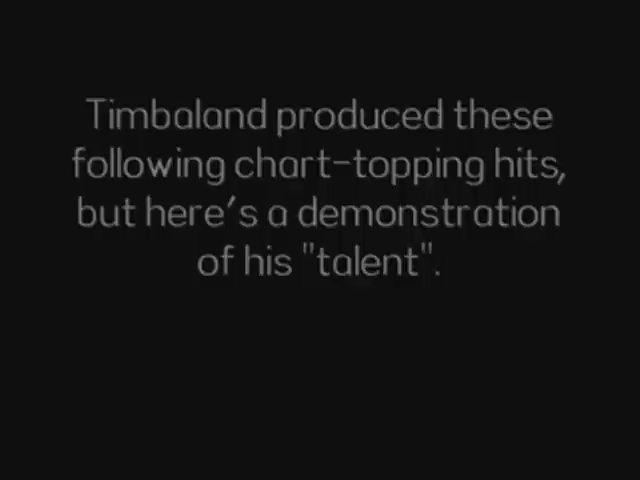 Timbaland produced these
following chart-topping hits,
but here's a demonstration
of his "talent".